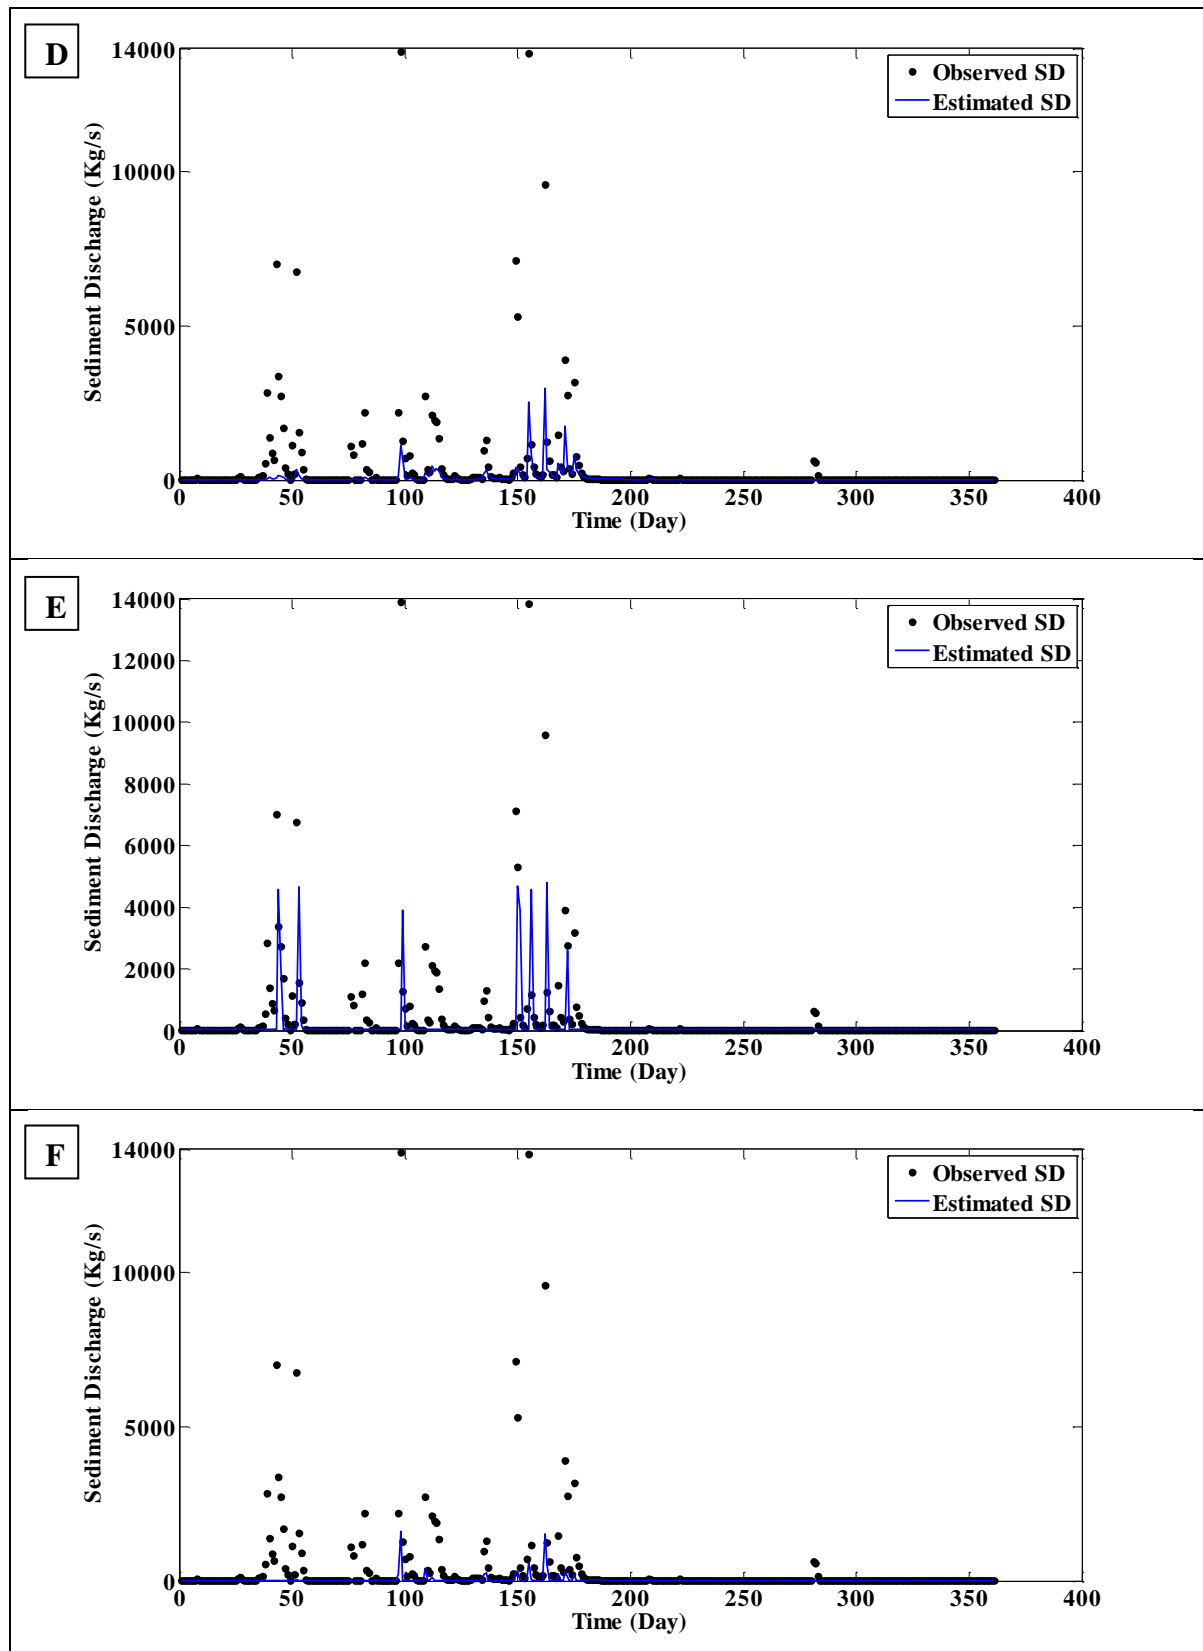 D
14000
10000
5000
0
Sediment Discharge (Kg/s)
Observed SD
Estimated SD
0 50 100 150 200 250 300 350 400
Time (Day)
E
14000
12000
10000
8000
6000
4000
2000
0
Sediment Discharge (Kg/s)
Observed SD
Estimated SD
0 50 100 150 200 250 300 350 400
Time (Day)
F
14000
10000
5000
0
Sediment Discharge (Kg/s)
Observed SD
Estimated SD
0 50 100 150 200 250 300 350 400
Time (Day)